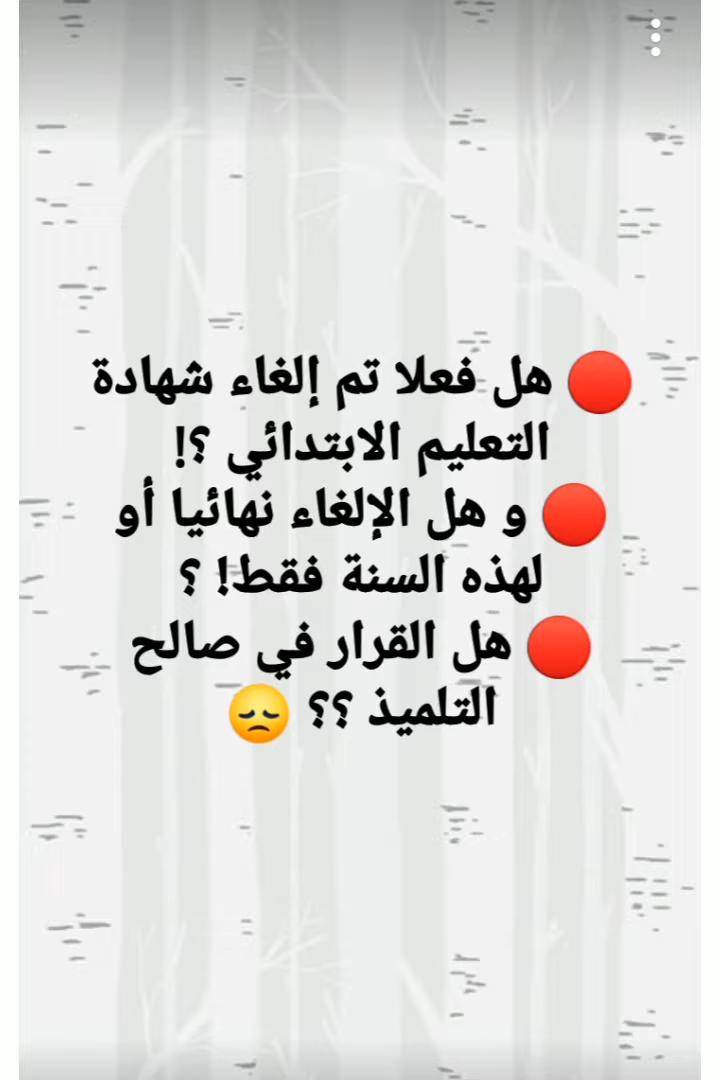 🔴 هل فعلا تم إلغاء شهادة
التعليم الابتدائي ؟!
🔴 و هل الإلغاء نهائيا أو
لهذه السنة فقط! ؟
🔴 هل القرار في صالح
التلميذ ؟؟ 😞